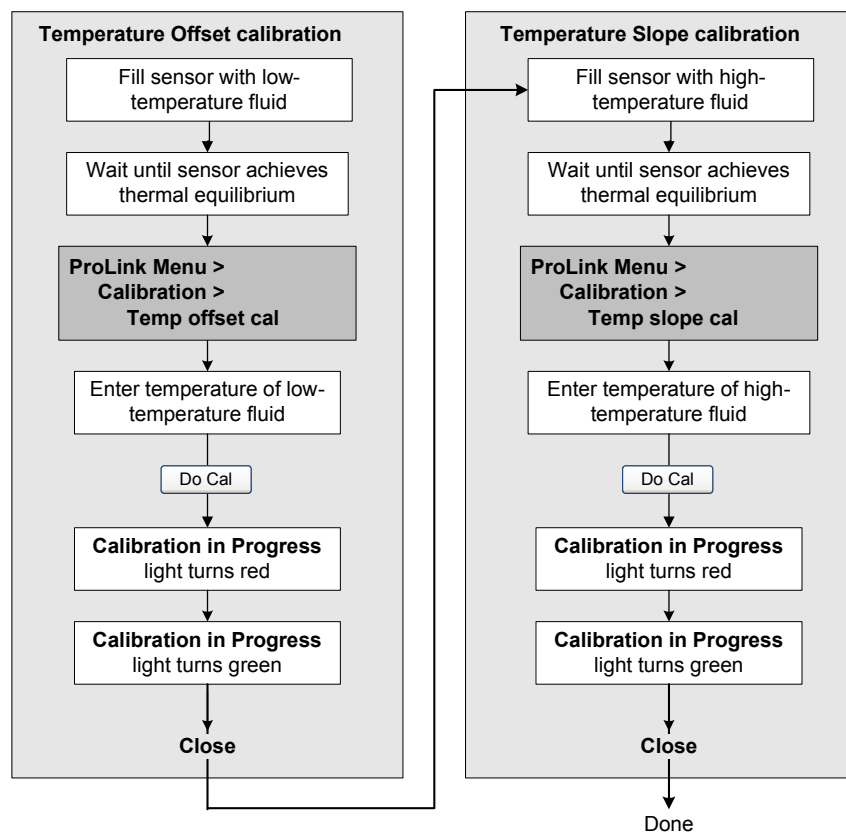 Temperature Offset calibration
Fill sensor with low-
temperature fluid
Wait until sensor achieves
thermal equilibrium
ProLink Menu >
Calibration >
Temp offset cal
Enter temperature of low-
temperature fluid
Do Cal
Calibration in Progress
light turns red
Calibration in Progress
light turns green
Close
Temperature Slope calibration
Fill sensor with high-
temperature fluid
Wait until sensor achieves
thermal equilibrium
ProLink Menu >
Calibration >
Temp slope cal
Enter temperature of high-
temperature fluid
Do Cal
Calibration in Progress
light turns red
Calibration in Progress
light turns green
Close
Done